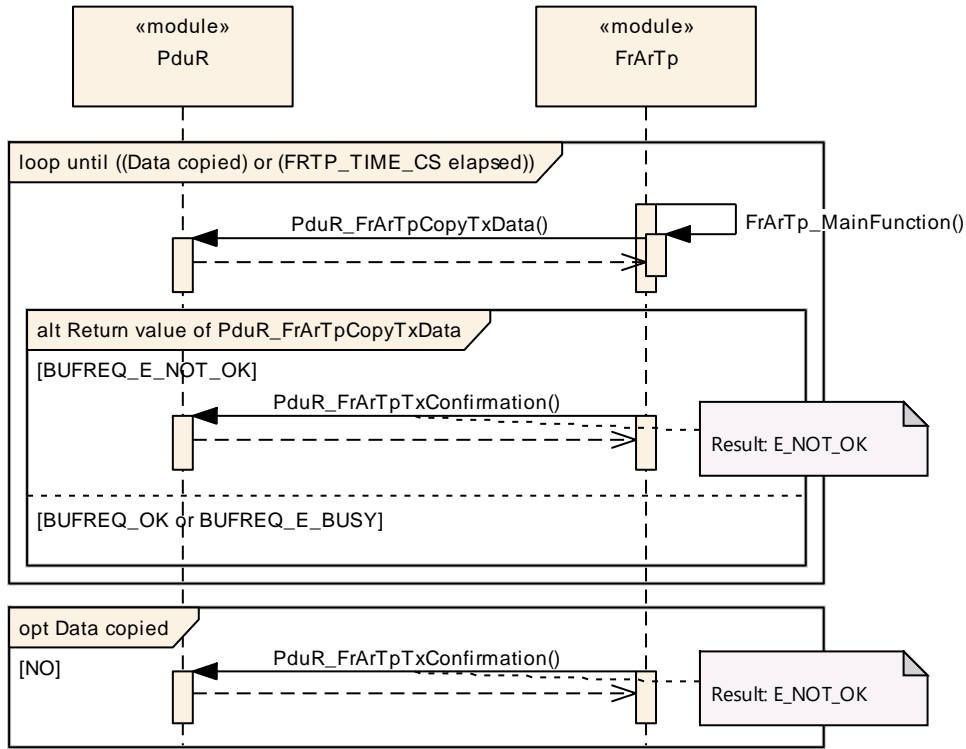 «module»
PduR
«module»
FrArTp
loop until ((Data copied) or (FRTP_TIME_CS elapsed))
FrArTp_MainFunction()
PduR_FrArTpCopyTxData()
alt Return value of PduR_FrArTpCopyTxData
[BUFREQ_E_NOT_OK]
PduR_FrArTpTxConfirmation()
Result: E_NOT_OK
[BUFREQ_OK or BUFREQ_E_BUSY]
opt Data copied
[NO]
PduR_FrArTpTxConfirmation()
Result: E_NOT_OK